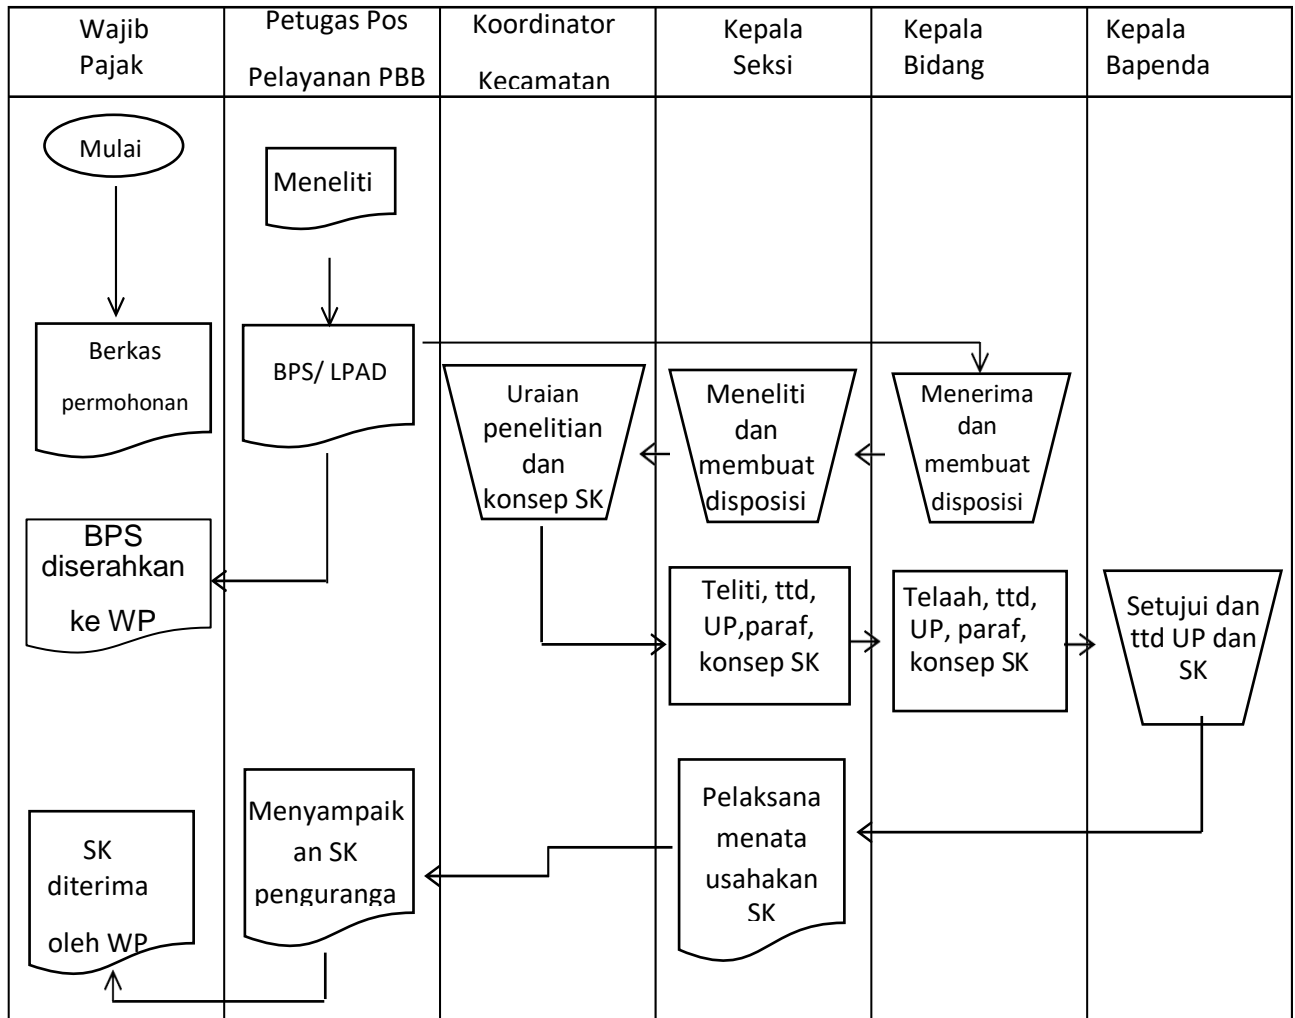 Wajib
Pajak
Petugas Pos
Pelayanan PBB
Koordinator
Kecamatan
Kepala
Seksi
Kepala
Bidang
Kepala
Bapenda
Mulai
Meneliti
Berkas
permohonan
BPS/ LPAD
Uraian
penelitian
dan
konsep SK
Meneliti
dan
membuat
disposisi
Menerima
dan
membuat
disposisi
BPS
diserahkan
ke WP
Teliti, ttd,
UP,paraf,
konsep SK
Telaah, ttd,
UP, paraf,
konsep SK
Setujui dan
ttd UP dan
SK
SK
diterima
oleh WP
Menyampaik
an SK
penguranga
Pelaksana
menata
usahakan
SK